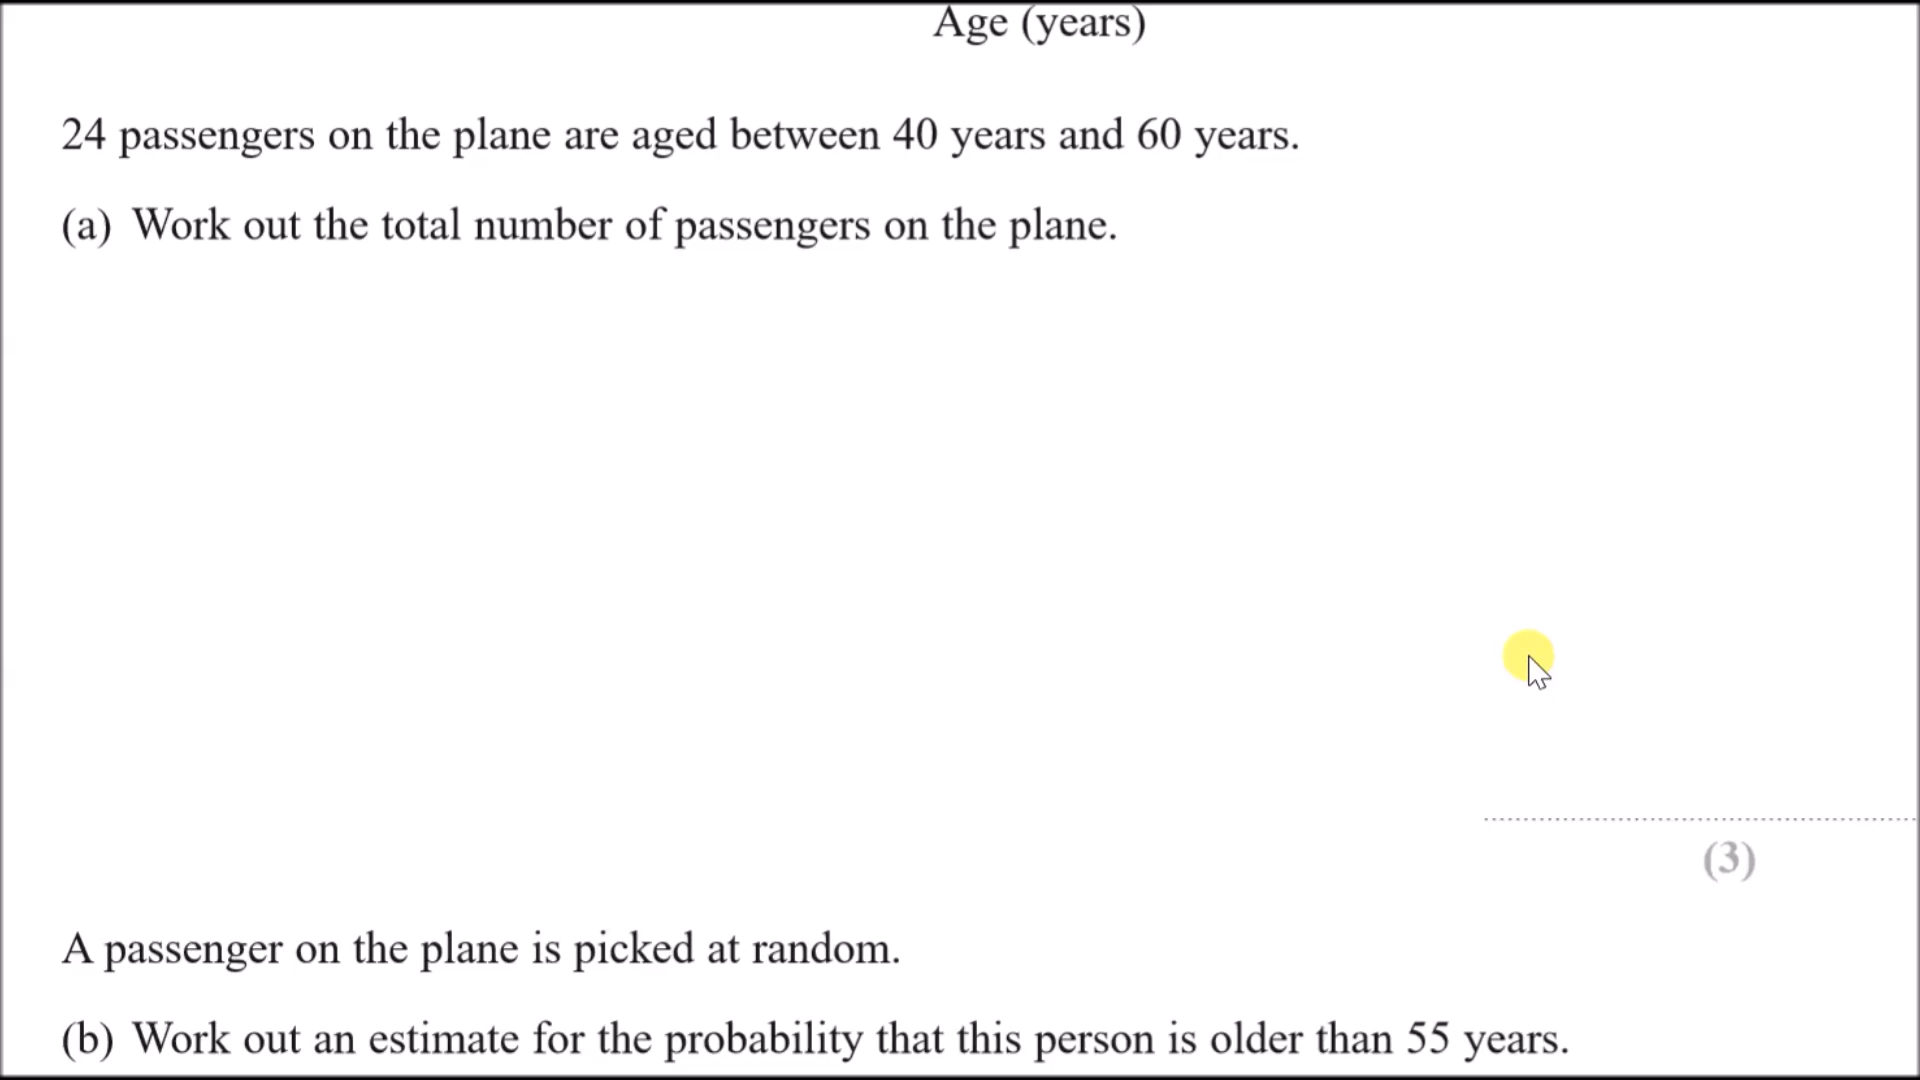 Age (years)
24 passengers on the plane are aged between 40 years and 60 years.
(a) Work out the total number of passengers on the plane.
(3)
A passenger on the plane is picked at random.
(b) Work out an estimate for the probability that this person is older than 55 years.